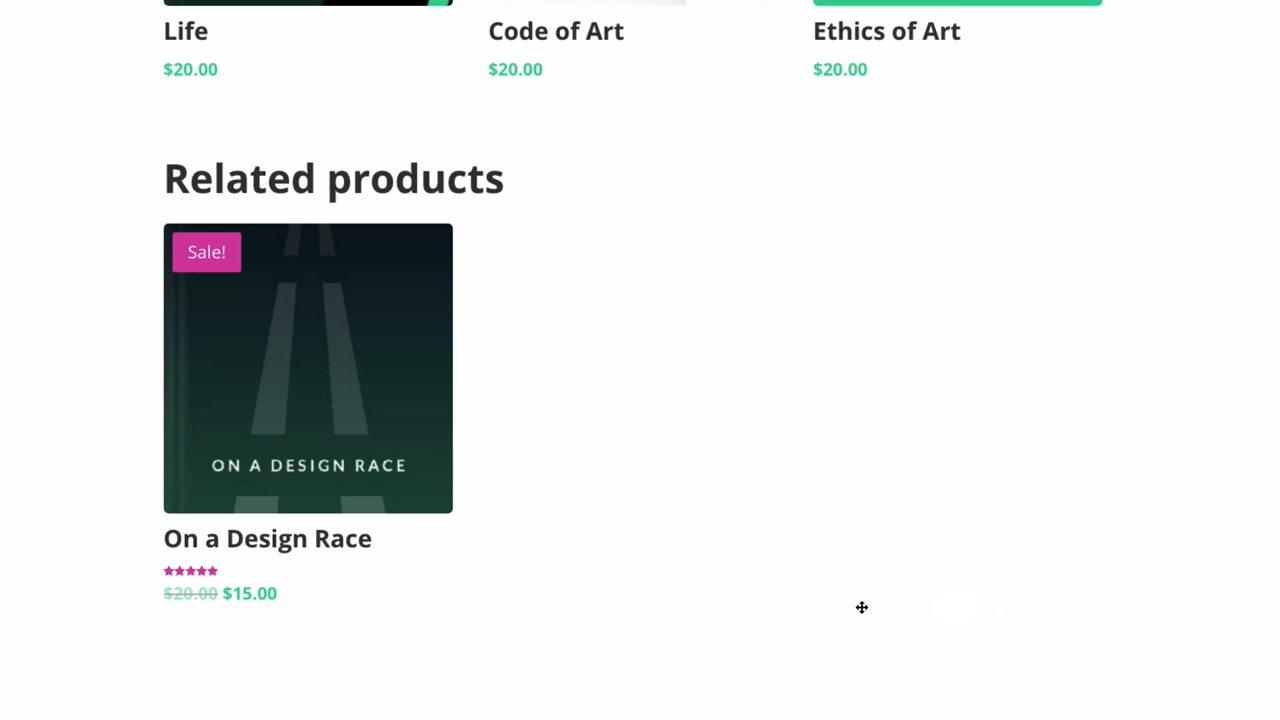 Life
Code of Art
Ethics of Art
$20.00
$20.00
$20.00
Related products
Sale!
ON A DESIGN RACE
On a Design Race
$20.00 $15.00